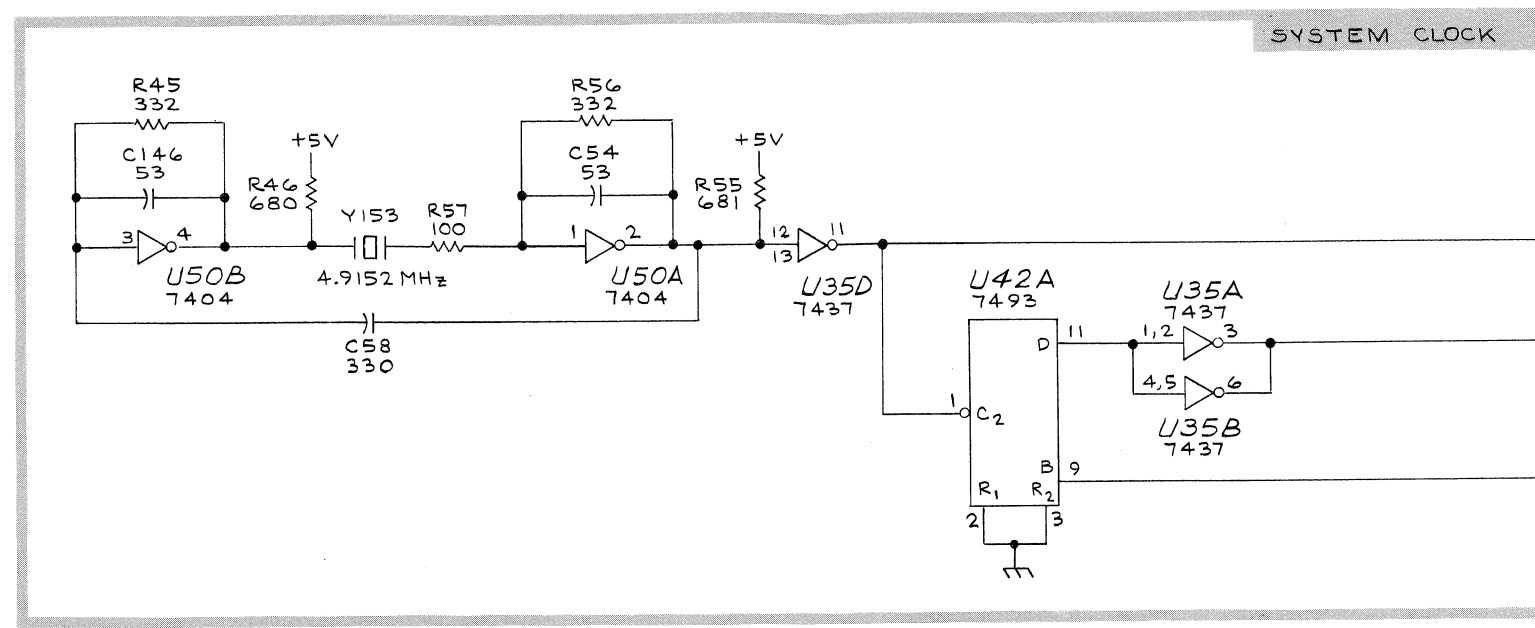 SYSTEM CLOCK
R45
332
C146
53
3
4
U50B
7404
+5V
R46
680
Y153
4.9152 MHz
R57
100
R56
332
C54
53
1
2
U50A
7404
C58
330
+5V
R55
681
12
13
11
U35D
7437
U42A
7493
D
11
1
C2
B
9
R1
R2
2
3
U35A
7437
1,2
3
4,5
6
U35B
7437